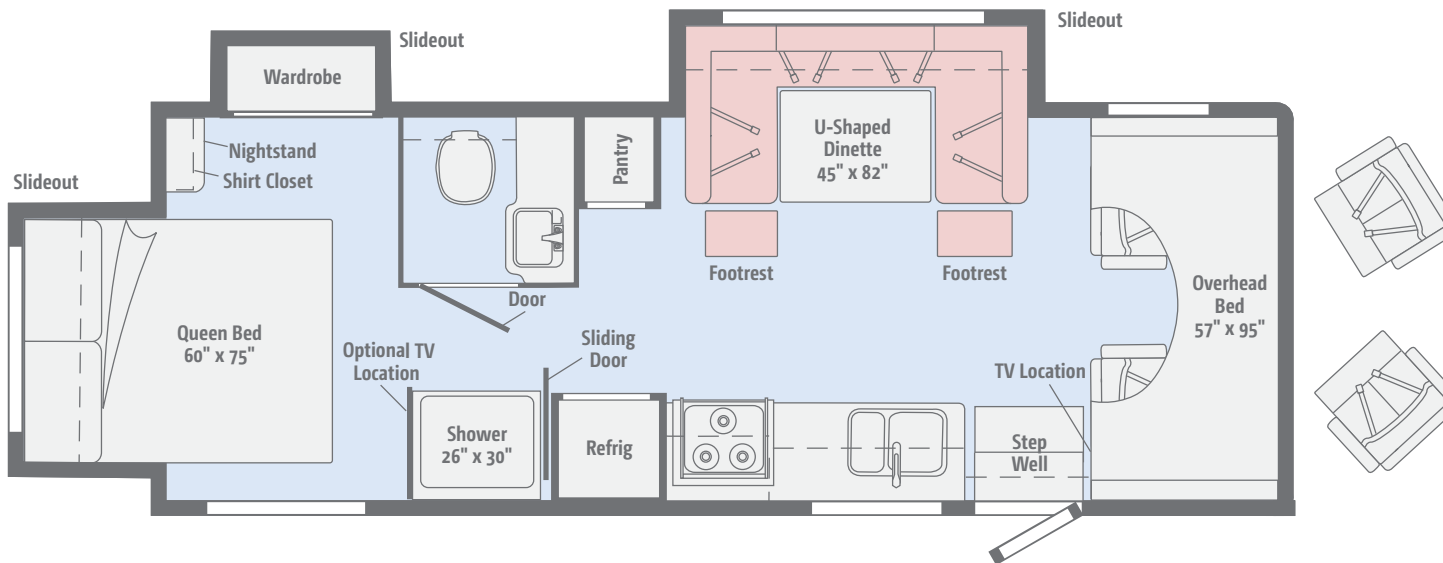 Slideout
Slideout
Wardrobe
U-Shaped
Dinette
45" x 82"
Pantry
Nightstand
Shirt Closet
Slideout
Footrest
Footrest
Door
Overhead
Bed
57" x 95"
Queen Bed
60" x 75"
Optional TV
Location
Sliding
Door
TV Location
Shower
26" x 30"
Refrig
Step
Well